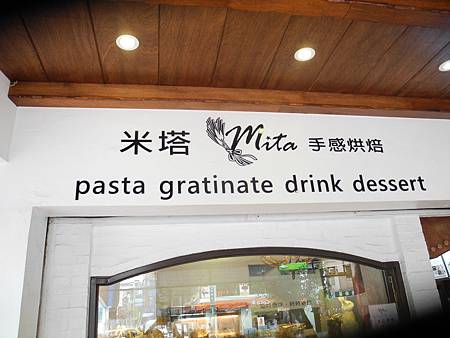 米塔 Mita 手感烘焙
pasta gratinate drink dessert